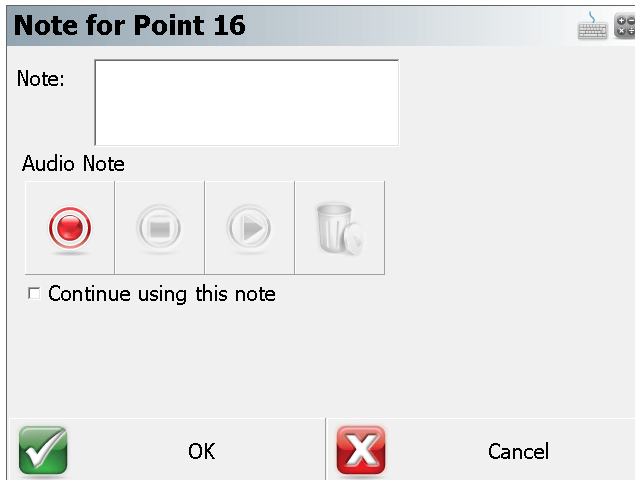 Note for Point 16
Note:
Audio Note
Continue using this note
OK
Cancel